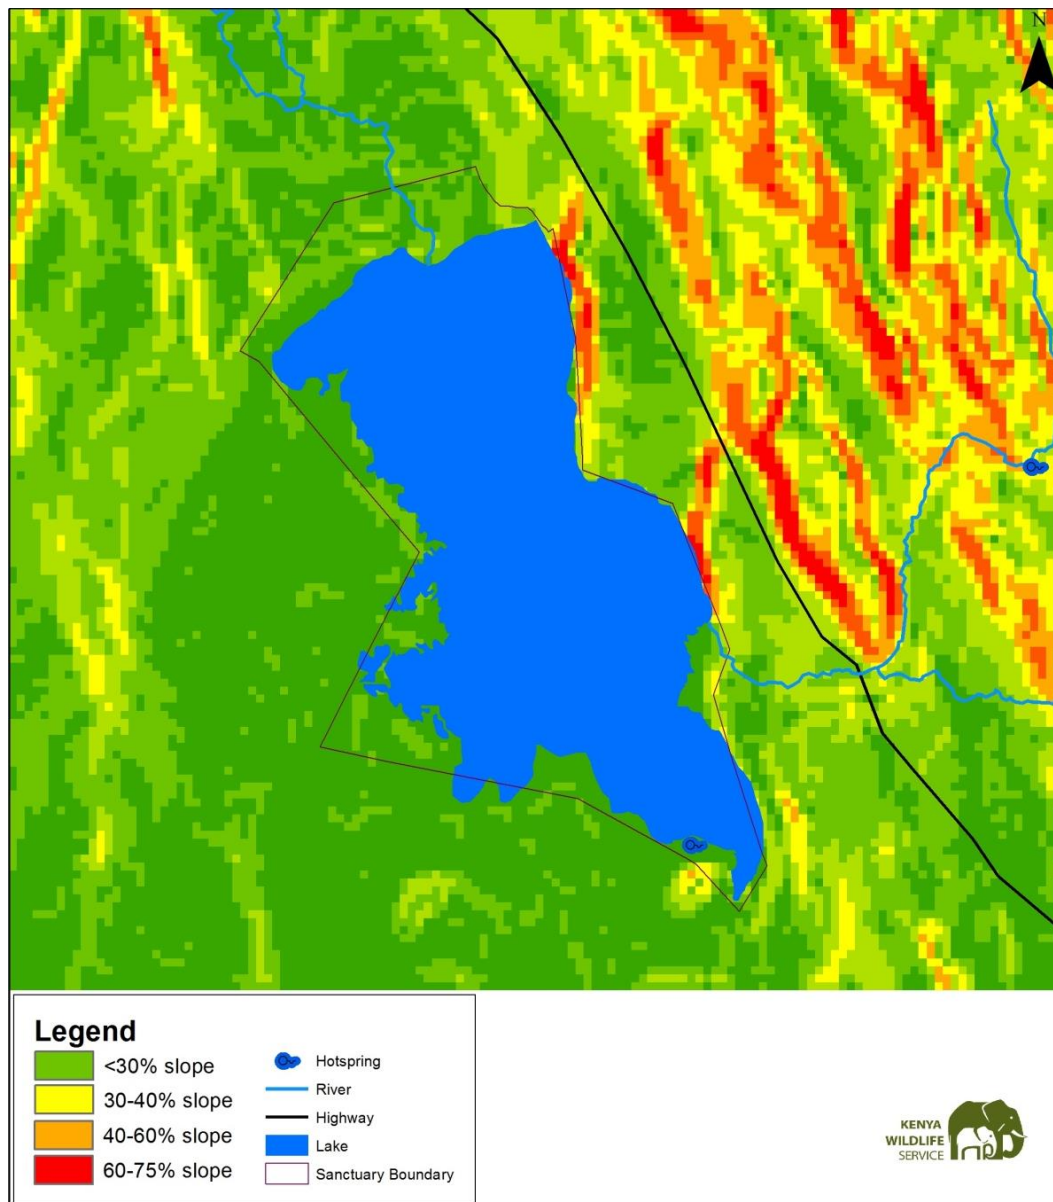 N
Legend
<30% slope
30-40% slope
40-60% slope
60-75% slope
Hotspring
River
Highway
Lake
Sanctuary Boundary
KENYA
WILDLIFE
SERVICE